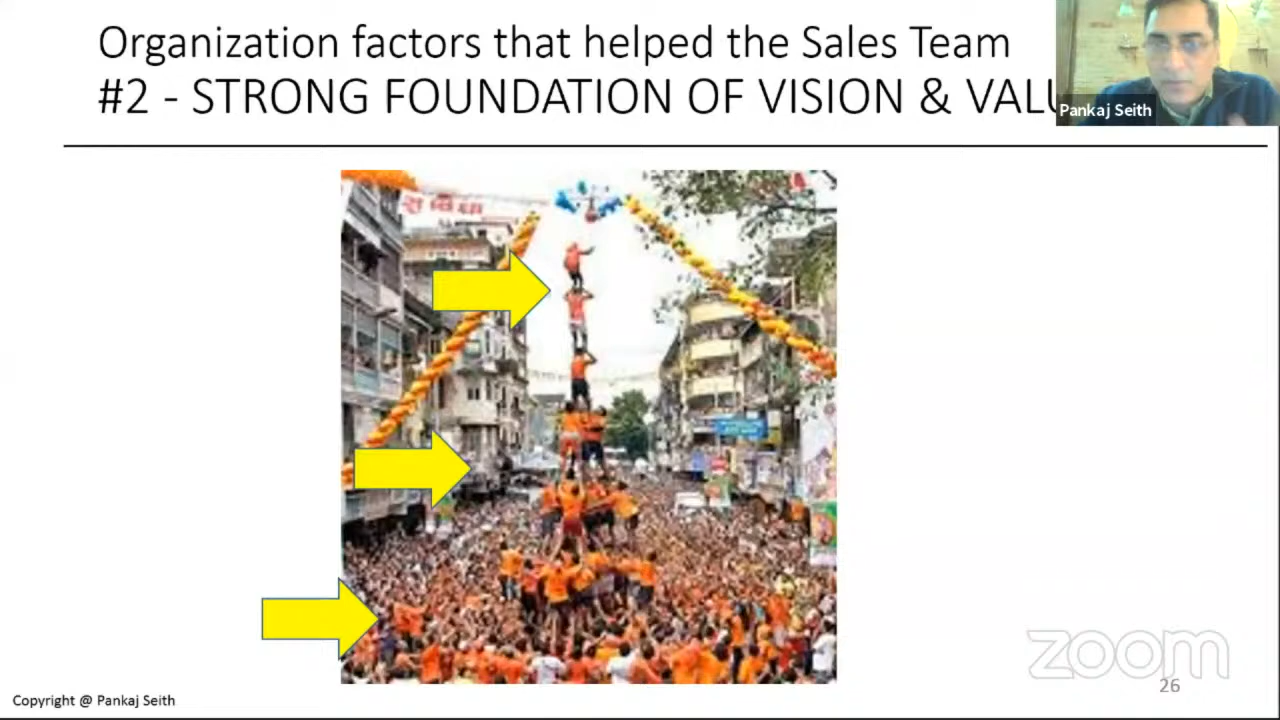 Organization factors that helped the Sales Team
#2 - STRONG FOUNDATION OF VISION & VALU
Pankaj Seith
zoom
26
Copyright @ Pankaj Seith